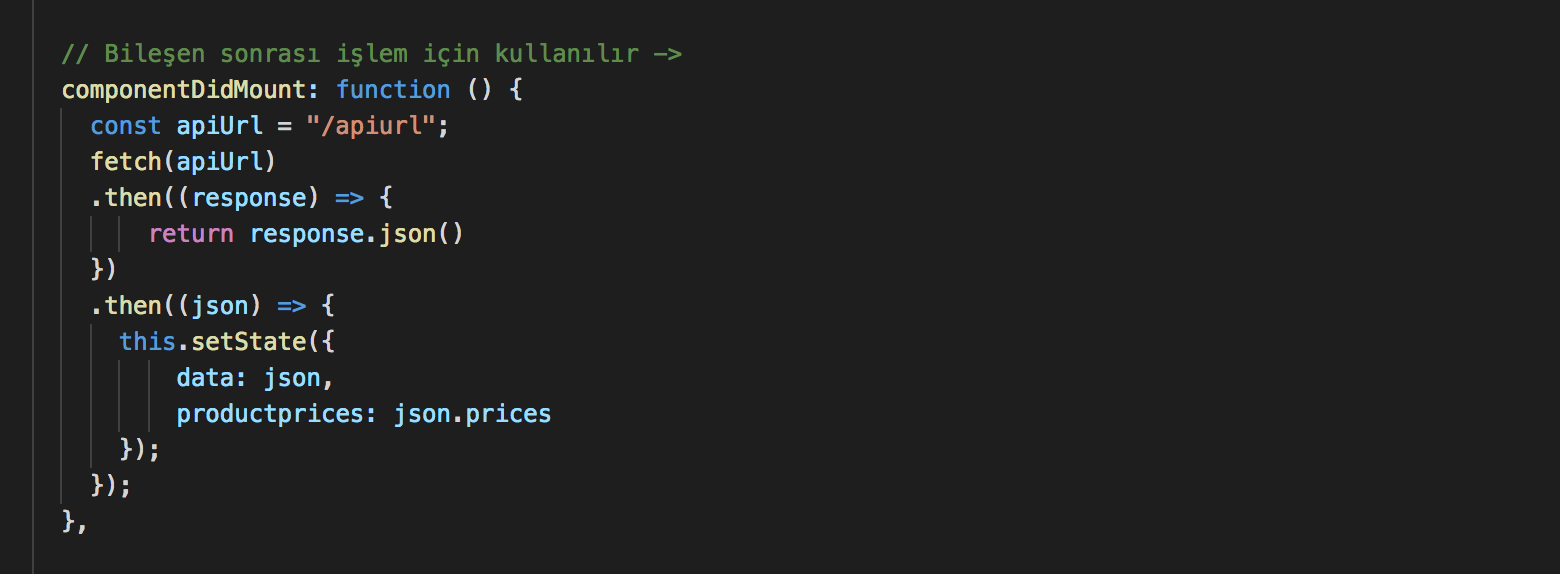 // Bileşen sonrası işlem için kullanılır ->
componentDidMount: function () {
const apiUrl = "/apiurl";
fetch(apiUrl)
.then((response) => {
return response.json()
})
.then((json) => {
this.setState({
data: json,
productprices: json.prices
});
});
},